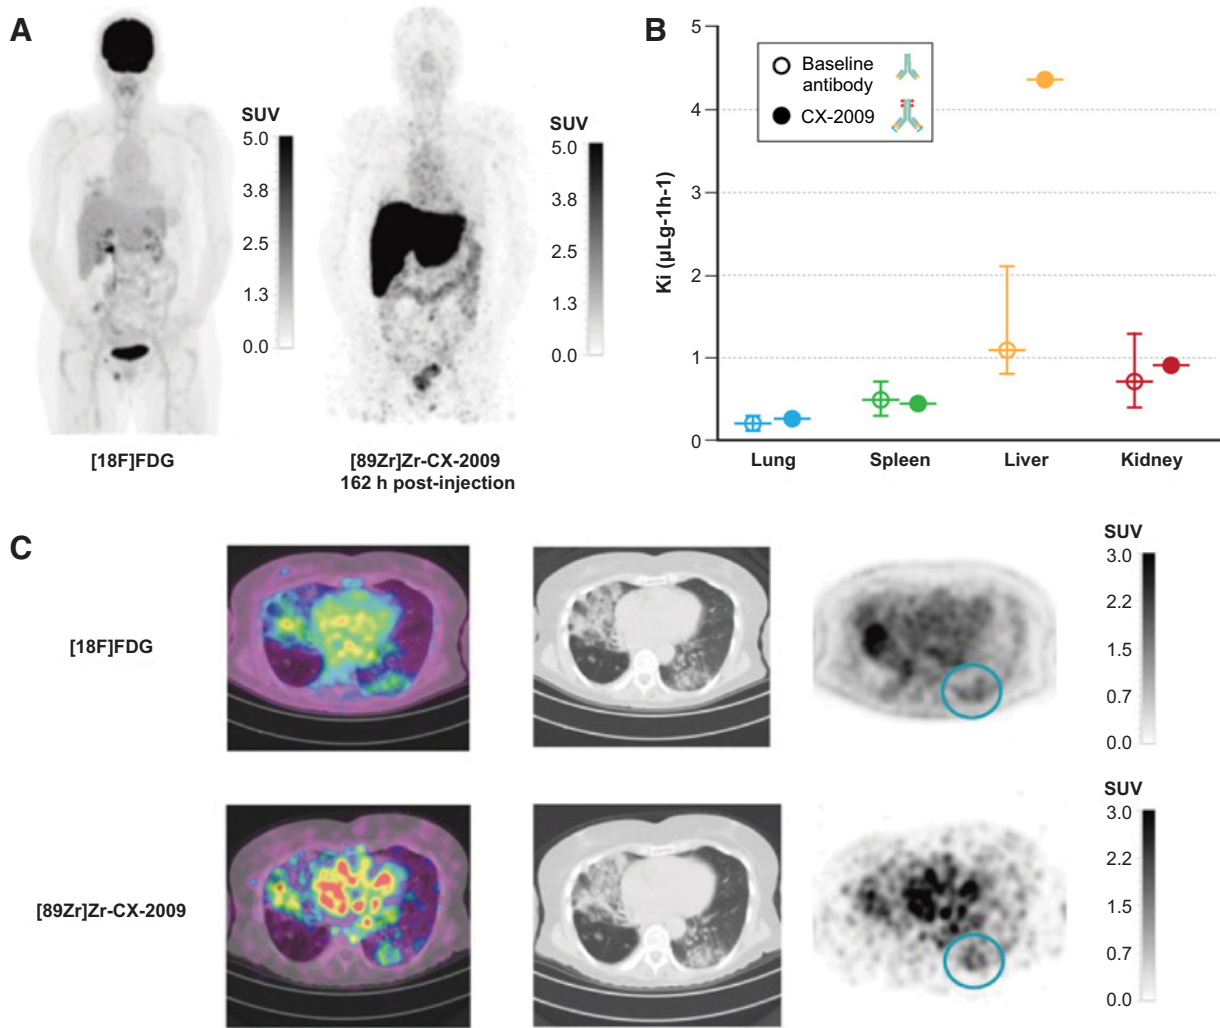 A
SUV
5.0
3.8
2.5
1.3
0.0
[18F]FDG
SUV
5.0
3.8
2.5
1.3
0.0
[89Zr]Zr-CX-2009
162 h post-injection
B
Ki (µLg-1h-1)
5
4
3
2
1
0
Baseline
antibody
CX-2009
Lung
Spleen
Liver
Kidney
C
[18F]FDG
SUV
3.0
2.2
1.5
0.7
0.0
[89Zr]Zr-CX-2009
SUV
3.0
2.2
1.5
0.7
0.0